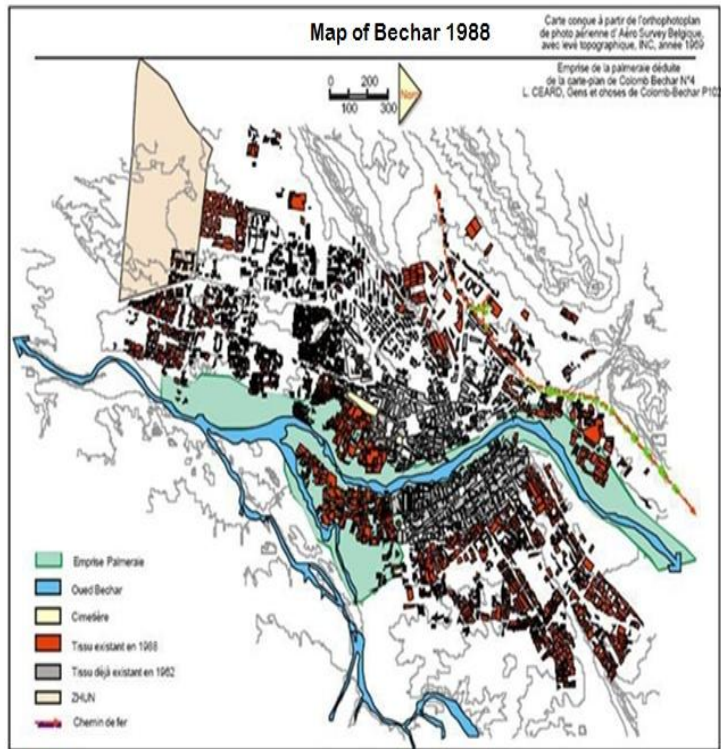 Map of Bechar 1988
Carte conçue à partir de l'orthophotoplan
de photo aérienne d' Aéro Survey Belgique,
avec levé topographique, INC, année 1969
Emprise de la palmeraie déduite
de la carte-plan de Colomb Bechar N°4
L. CEARD, Gens et choses de Colomb-Bechar P102
0 200
100 300
Nord
Emprise Palmeraie
Oued Bechar
Cimetière
Tissu existant en 1988
Tissu déjà existant en 1962
ZHUN
Chemin de fer